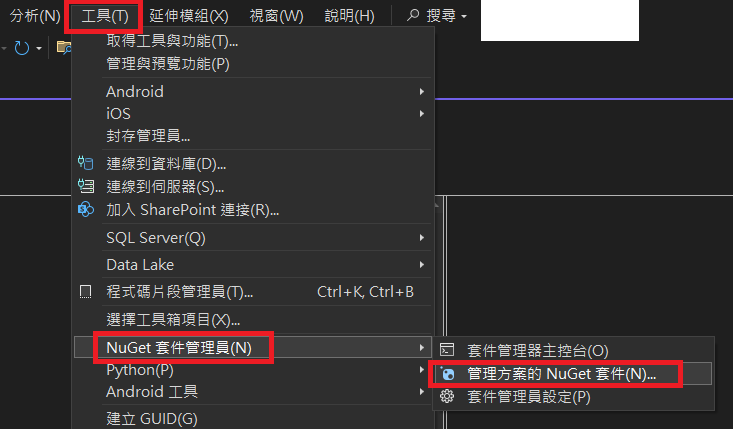 分析(N) 工具(T) 延伸模組(X) 視窗(W) 說明(H) 搜尋
取得工具與功能(T)...
管理與預覽功能(P)
Android
iOS
封存管理員...
連線到資料庫(D)...
連線到伺服器(S)...
加入 SharePoint 連接(R)...
SQL Server(Q)
Data Lake
程式碼片段管理員(T)... Ctrl+K, Ctrl+B
選擇工具箱項目(X)...
NuGet 套件管理員(N)
套件管理器主控台(O)
Python(P)
管理方案的 NuGet 套件(N)...
Android 工具
套件管理員設定(P)
建立 GUID(G)